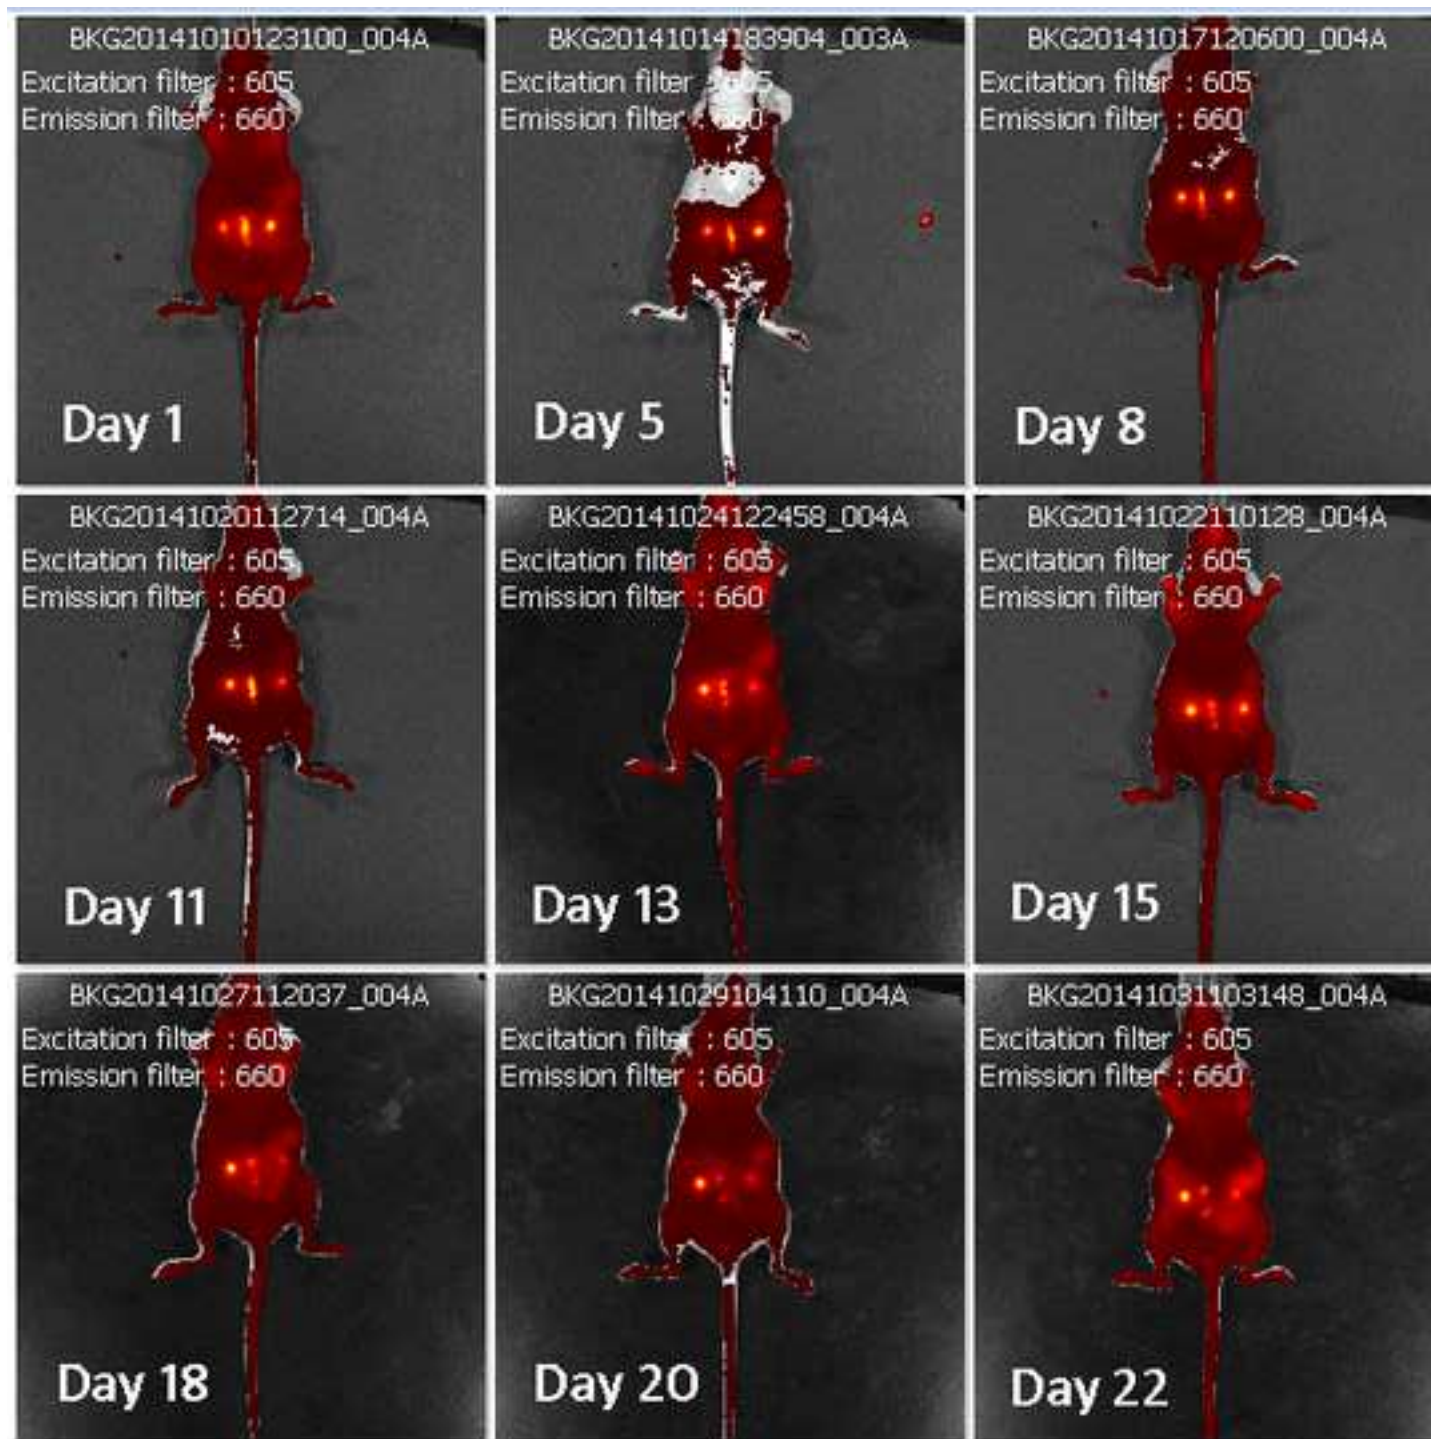 BKG20141010123100_004A
Excitation filter : 605
Emission filter : 660
Day 1
BKG20141014183904_003A
Excitation filter : 605
Emission filter : 660
Day 5
BKG20141017120600_004A
Excitation filter : 605
Emission filter : 660
Day 8
BKG20141020112714_004A
Excitation filter : 605
Emission filter : 660
Day 11
BKG20141024122458_004A
Excitation filter : 605
Emission filter : 660
Day 13
BKG20141022110128_004A
Excitation filter : 605
Emission filter : 660
Day 15
BKG20141027112037_004A
Excitation filter : 605
Emission filter : 660
Day 18
BKG20141029104110_004A
Excitation filter : 605
Emission filter : 660
Day 20
BKG20141031103148_004A
Excitation filter : 605
Emission filter : 660
Day 22